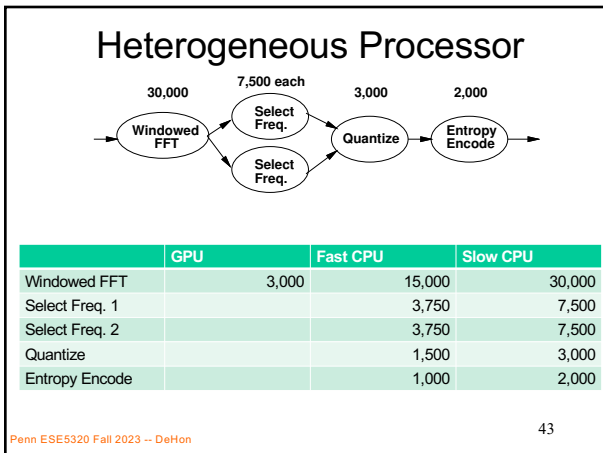 Heterogeneous Processor
30,000
7,500 each
3,000
2,000
Windowed
FFT
Select
Freq.
Select
Freq.
Quantize
Entropy
Encode
GPU Fast CPU Slow CPU
Windowed FFT 3,000 15,000 30,000
Select Freq. 1 3,750 7,500
Select Freq. 2 3,750 7,500
Quantize 1,500 3,000
Entropy Encode 1,000 2,000
Penn ESE5320 Fall 2023 -- DeHon
43